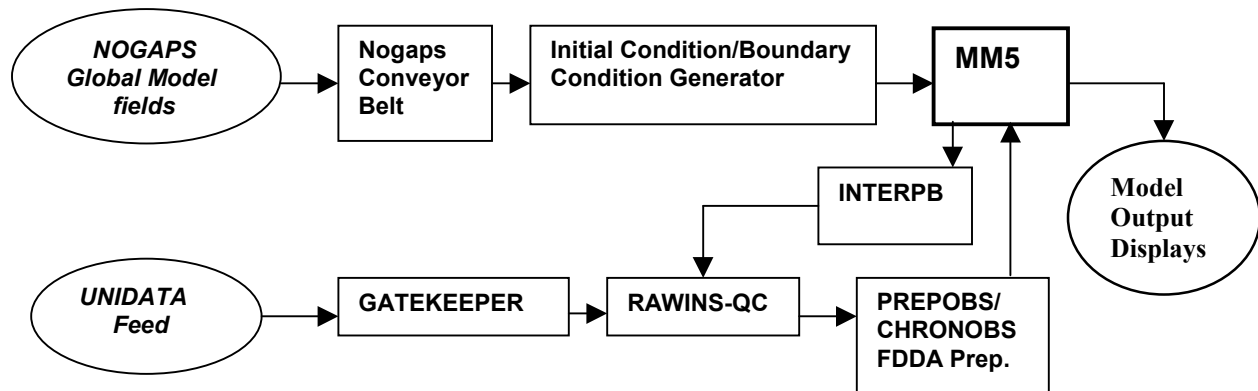 NOGAPS
Global Model
fields
Nogaps
Conveyor
Belt
Initial Condition/Boundary
Condition Generator
MM5
INTERPB
Model
Output
Displays
UNIDATA
Feed
GATEKEEPER
RAWINS-QC
PREPOBS/
CHRONOBS
FDDA Prep.